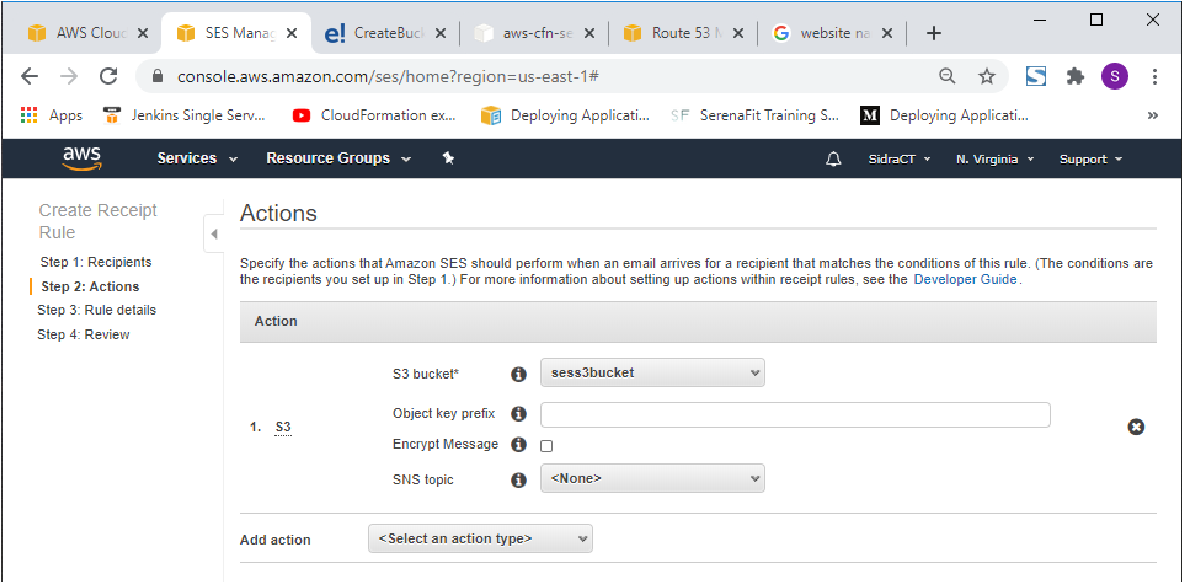 AWS Cloud
SES Manag
e! CreateBuck
aws-cfn-se
Route 53 M
G website na
console.aws.amazon.com/ses/home?region=us-east-1#
S
S
Apps
Jenkins Single Serv...
CloudFormation ex...
Deploying Applicati...
SF SerenaFit Training S...
M Deploying Applicati...
»
aws
Services
Resource Groups
SidraCT
N. Virginia
Support
Create Receipt
Rule
Step 1: Recipients
Step 2: Actions
Step 3: Rule details
Step 4: Review
Actions
Specify the actions that Amazon SES should perform when an email arrives for a recipient that matches the conditions of this rule. (The conditions are
the recipients you set up in Step 1.) For more information about setting up actions within receipt rules, see the Developer Guide.
Action
1. S3
S3 bucket*
sess3bucket
Object key prefix
Encrypt Message
SNS topic
<None>
Add action
<Select an action type>